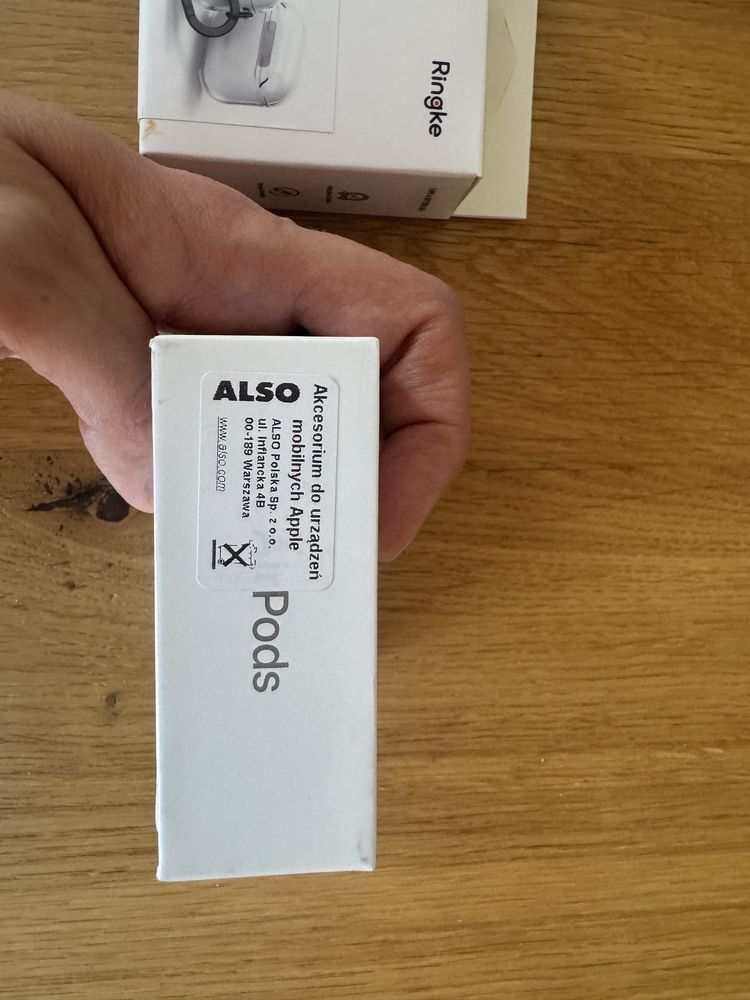 Ringke
Akcesorium do urządzeń
mobilnych Apple
ALSO
ALSO Polska Sp. z o.o.
ul. Inflancka 4B
00-189 Warszawa
www.also.com
Pods